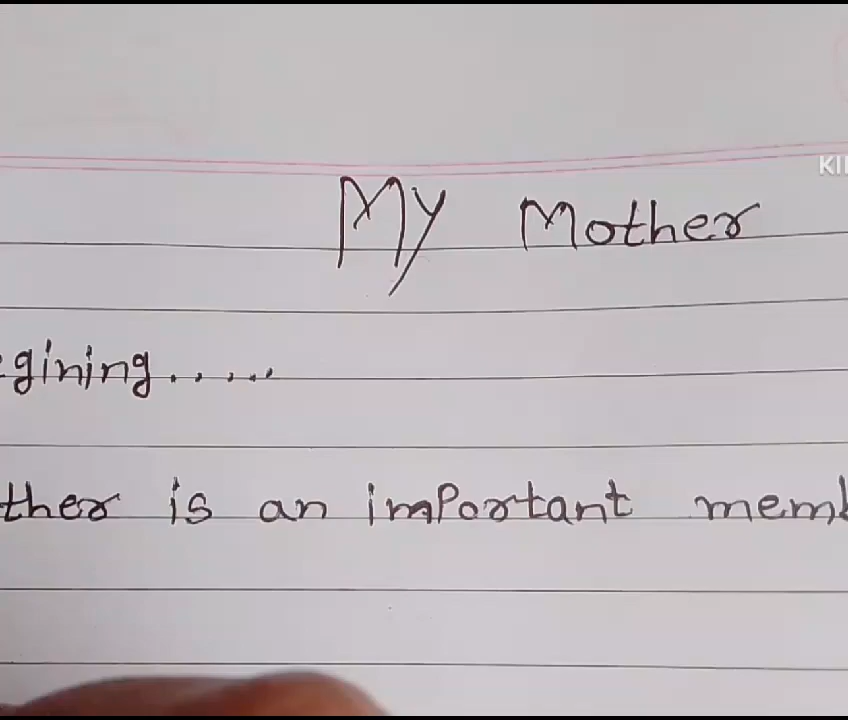 My Mother
gining.....
ther is an important memb